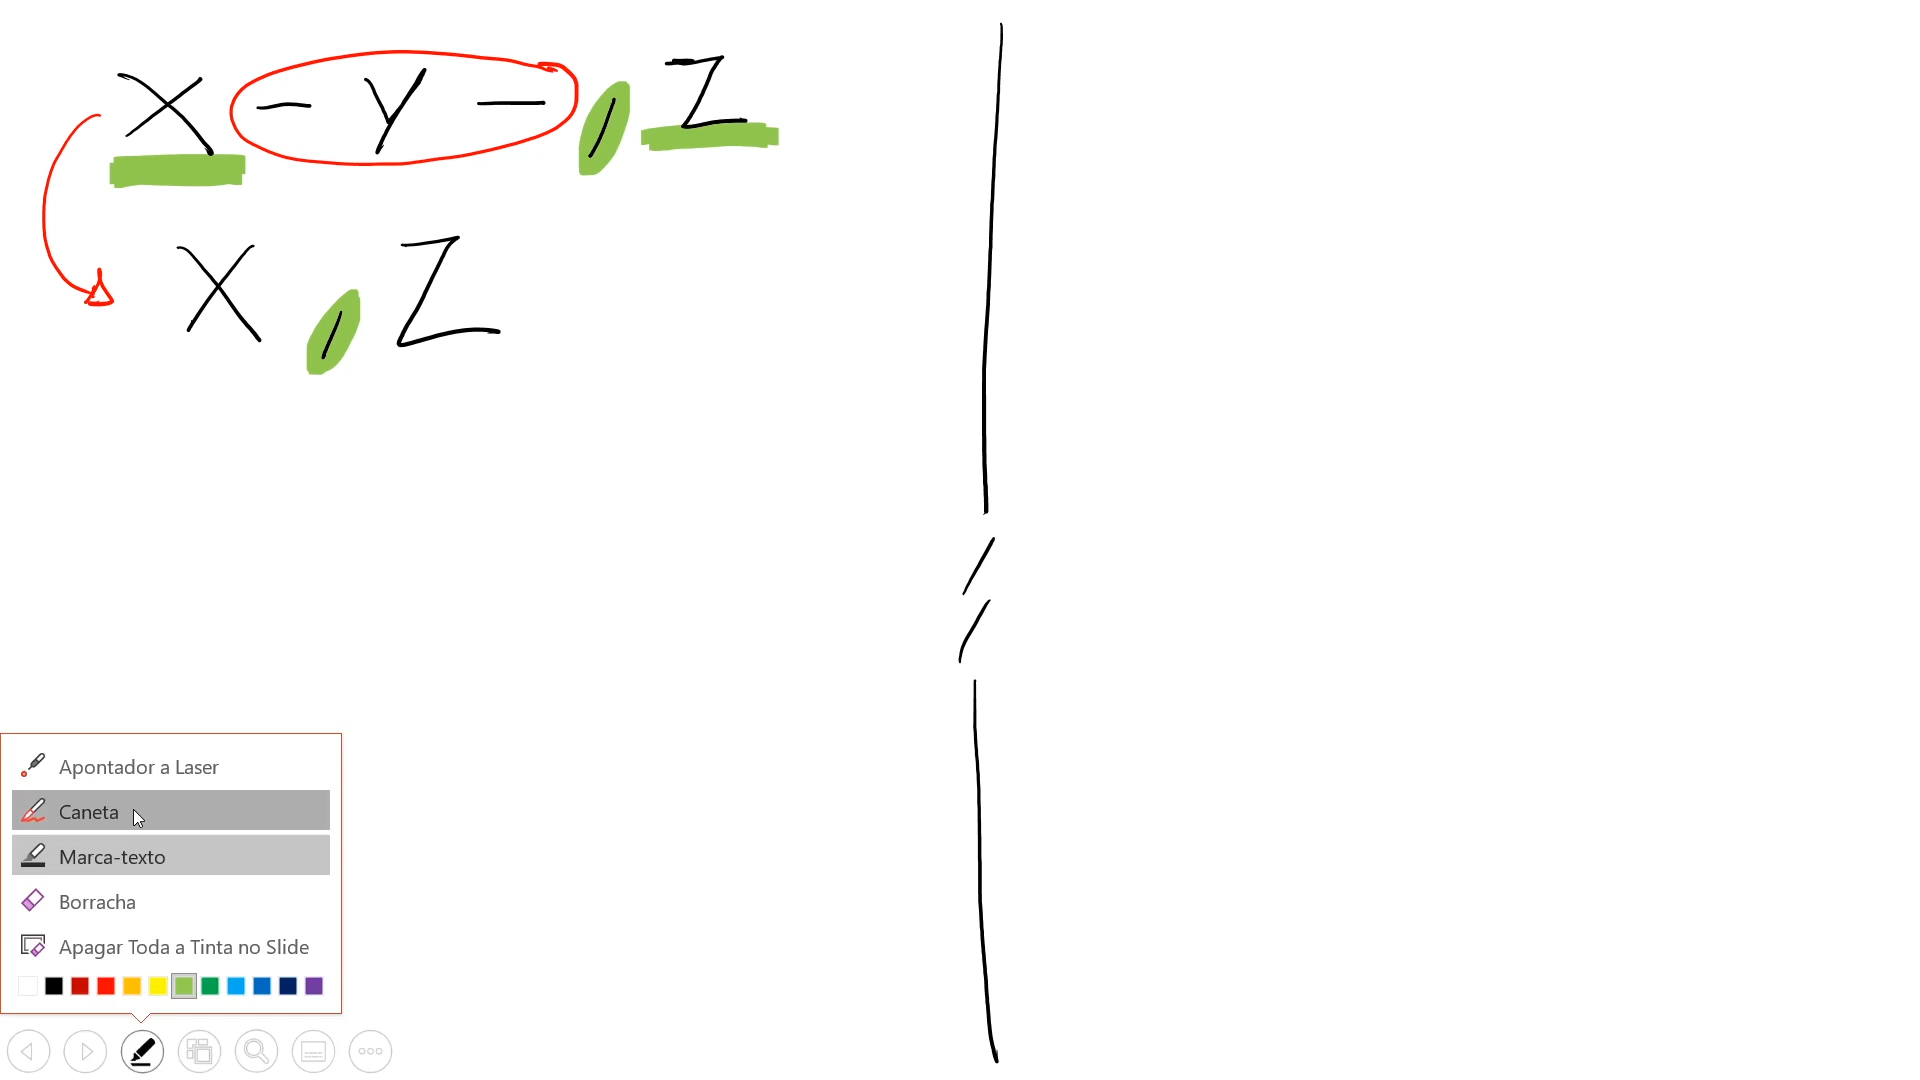 X — Y — , Z
X , Z
Apontador a Laser
Caneta
Marca-texto
Borracha
Apagar Toda a Tinta no Slide